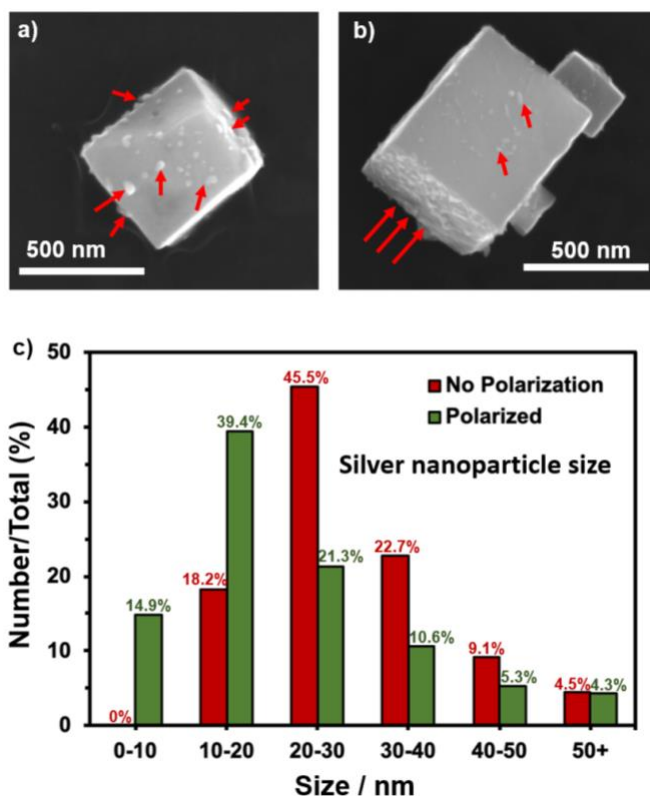 a)
b)
500 nm
500 nm
c)
No Polarization
Polarized
Silver nanoparticle size
Number/Total (%)
50
40
30
20
10
0
0%
14.9%
18.2%
39.4%
45.5%
21.3%
22.7%
10.6%
9.1%
5.3%
4.5%
4.3%
0-10
10-20
20-30
30-40
40-50
50+
Size / nm